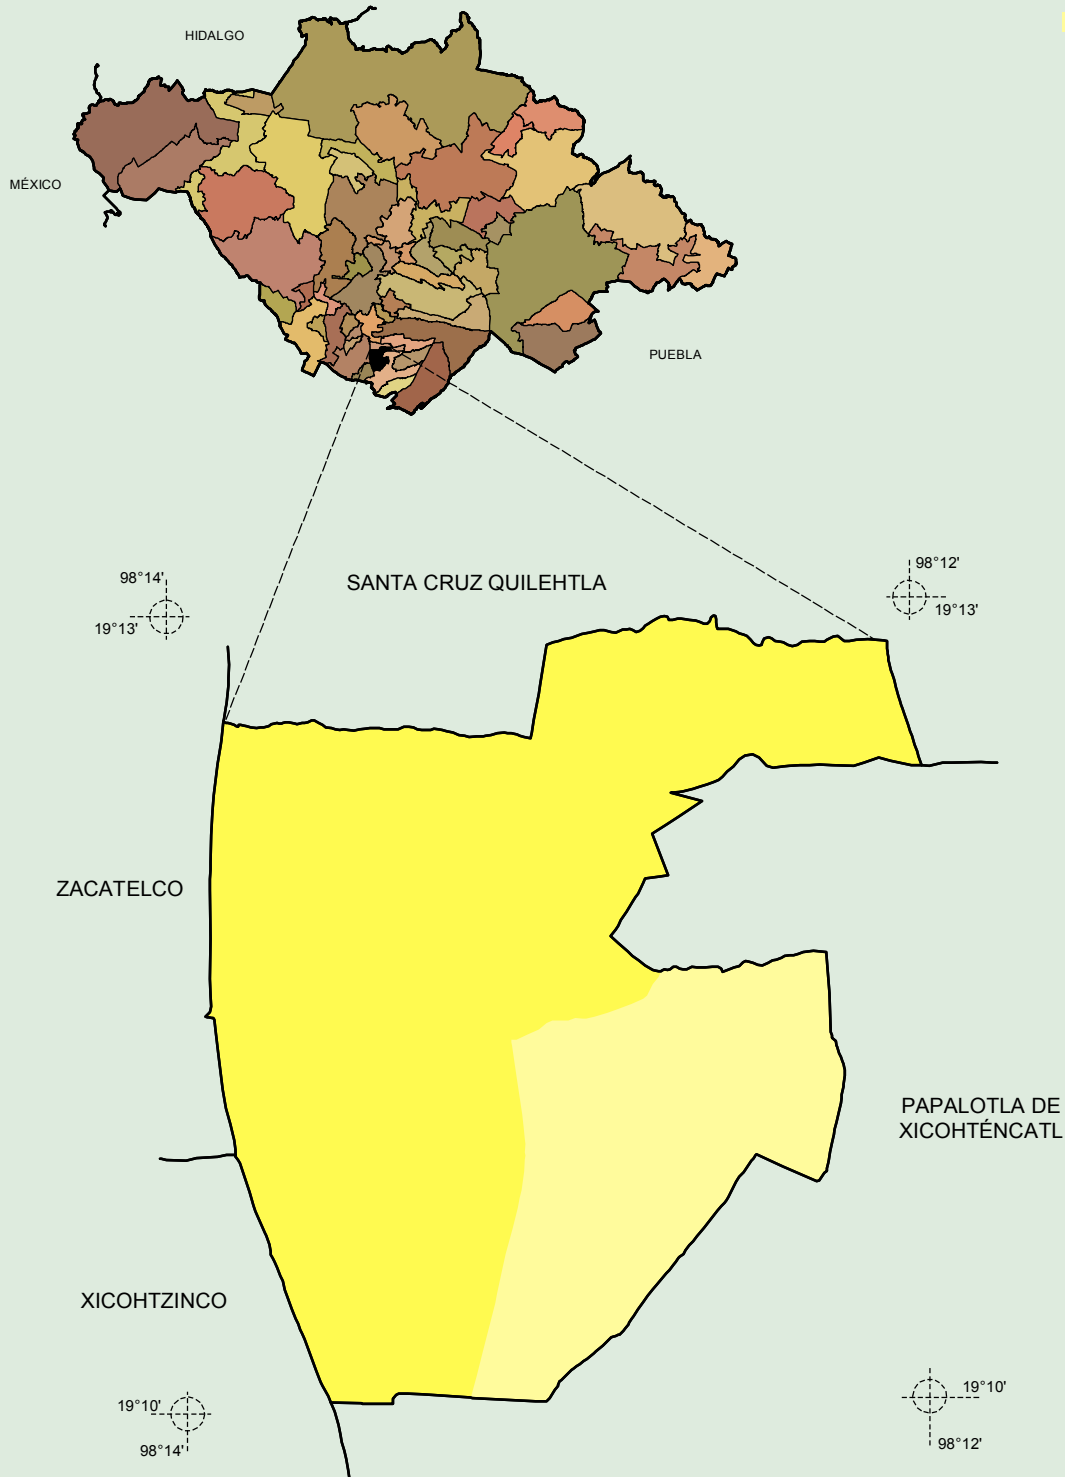 HIDALGO
MÉXICO
PUEBLA
98°14'
19°13'
SANTA CRUZ QUILEHTLA
98°12'
19°13'
ZACATELCO
PAPALOTLA DE
XICOHTÉNCATL
XICOHTZINCO
19°10'
98°14'
19°10'
98°12'